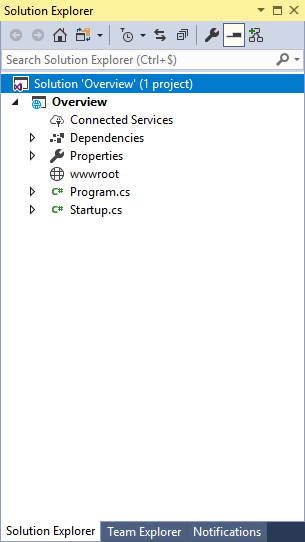 Solution Explorer
Search Solution Explorer (Ctrl+$)
Solution 'Overview' (1 project)
Overview
Connected Services
Dependencies
Properties
wwwroot
C# Program.cs
C# Startup.cs
Solution Explorer Team Explorer Notifications